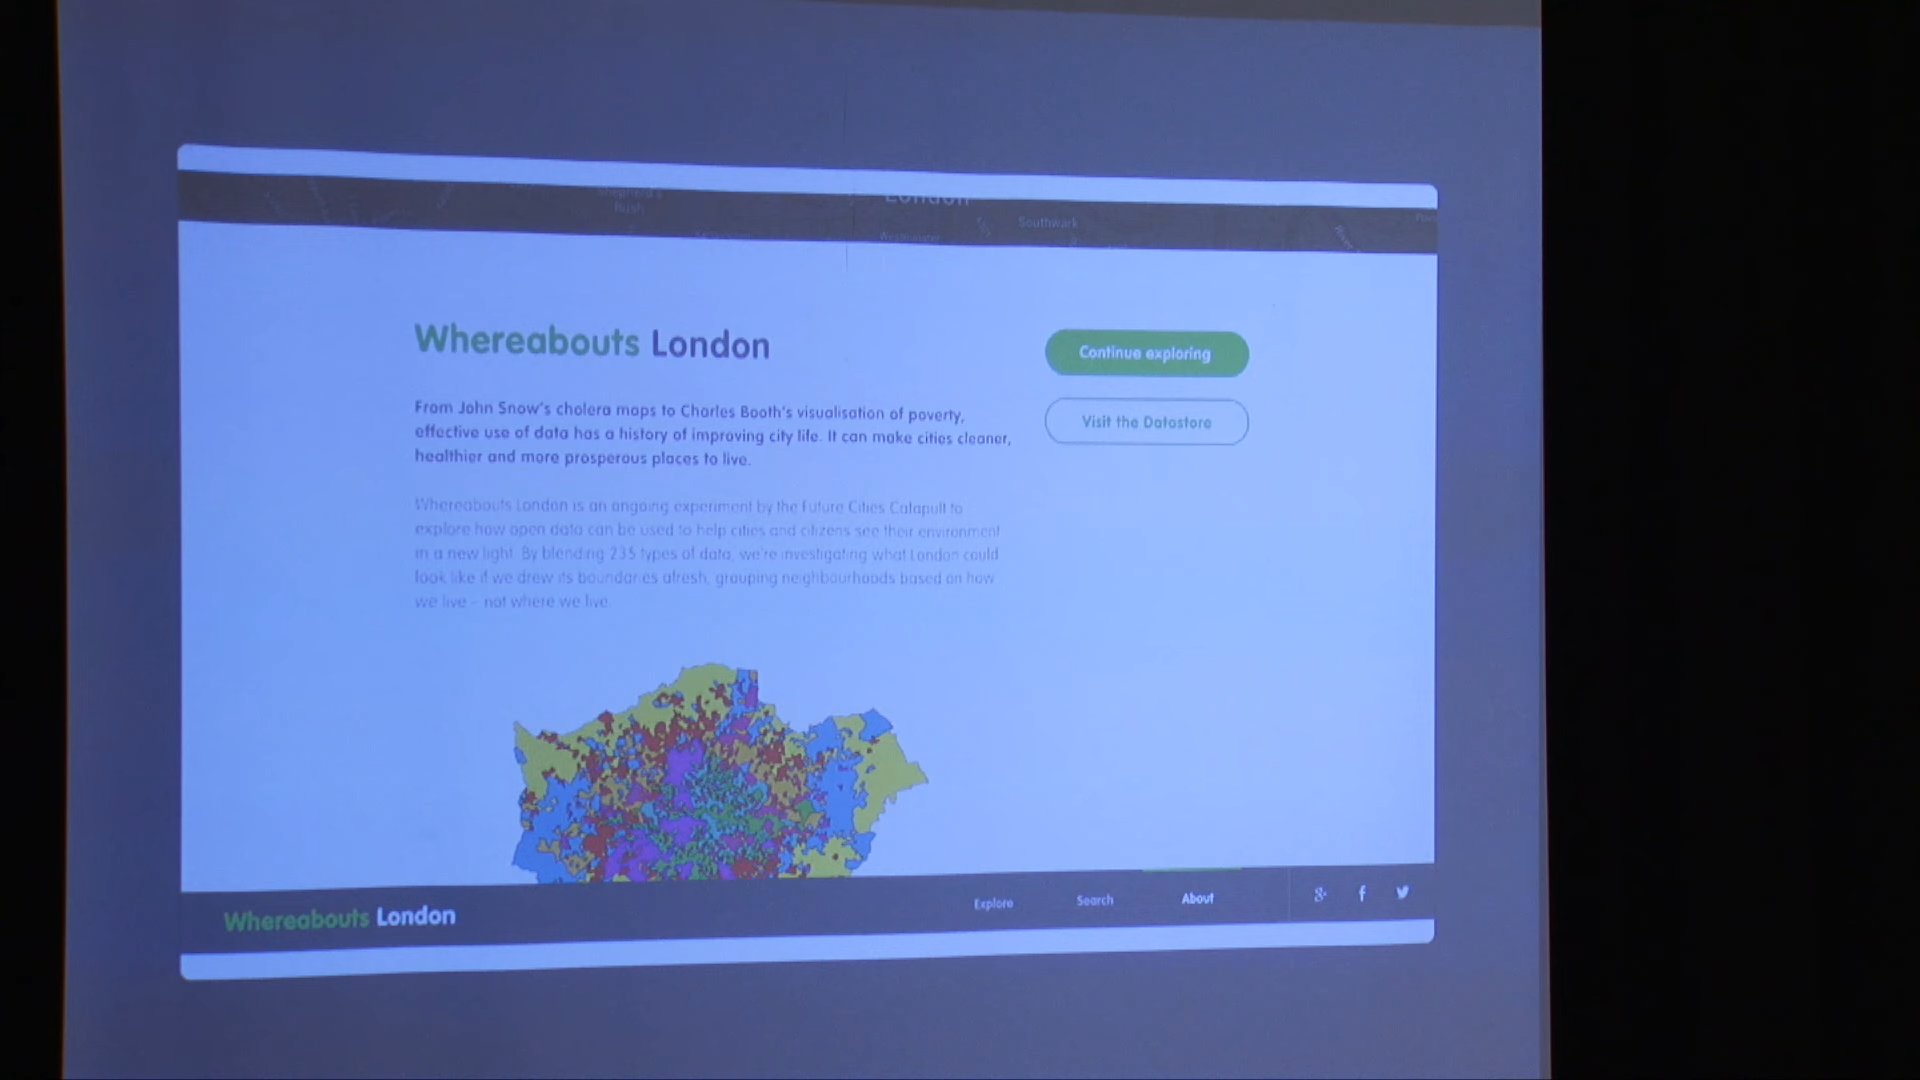 Shepherd's
London
Bush
Southwark
River
Whereabouts London
Continue exploring
From John Snow's cholera maps to Charles Booth's visualisation of poverty,
effective use of data has a history of improving city life. It can make cities cleaner,
healthier and more prosperous places to live.
Visit the Datastore
Whereabouts London is an ongoing experiment by the Future Cities Catapult to
explore how open data can be used to help cities and citizens see their environment
in a new light. By blending 235 types of data, we're investigating what London could
look like if we drew its boundaries afresh, grouping neighbourhoods based on how
we live – not where we live.
Whereabouts London
Explore
Search
About